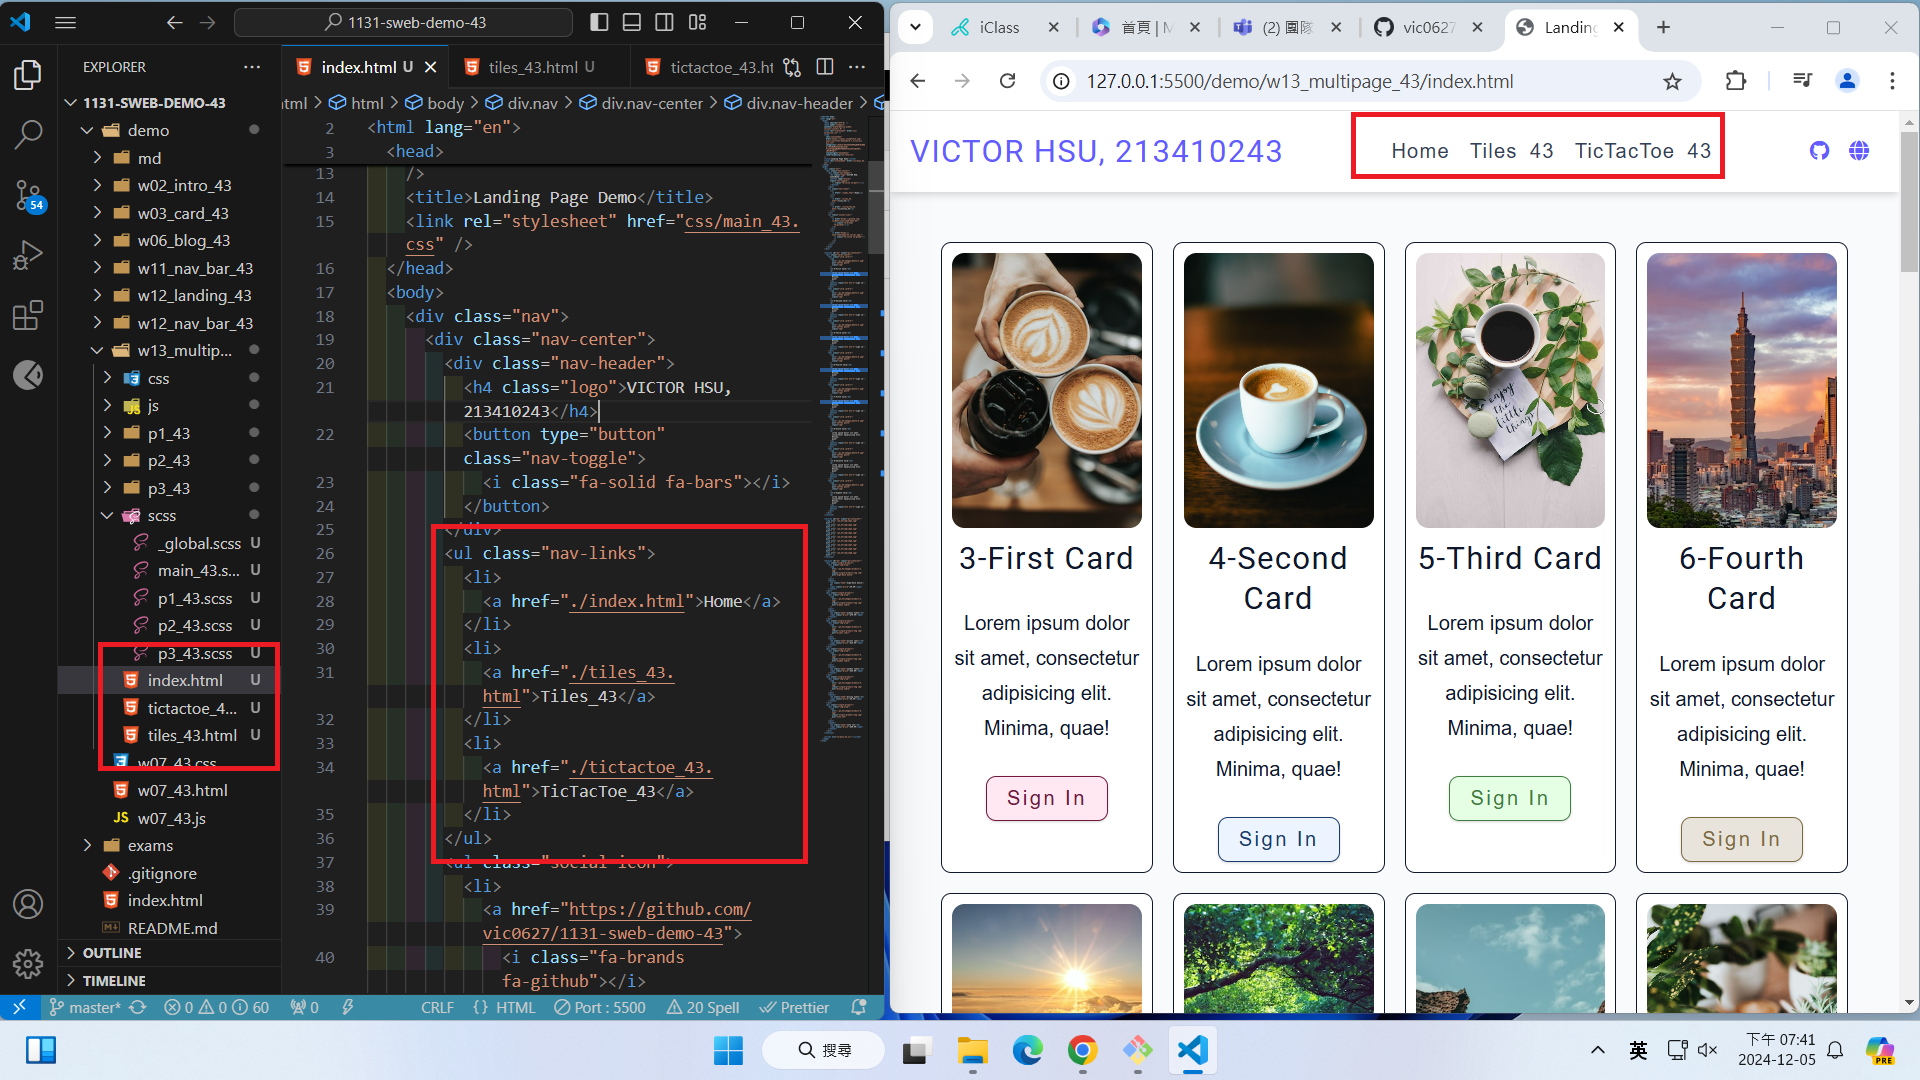 1131-sweb-demo-43
EXPLORER
1131-SWEB-DEMO-43
demo
md
w02_intro_43
w03_card_43
w06_blog_43
w11_nav_bar_43
w12_landing_43
w12_nav_bar_43
w13_multip...
css
js
p1_43
p2_43
p3_43
scss
_global.scss U
main_43.s... U
p1_43.scss U
p2_43.scss U
p3_43.scss U
index.html U
tictactoe_4... U
tiles_43.html U
w07_43.css
w07_43.html
w07_43.js
exams
.gitignore
index.html
README.md
OUTLINE
TIMELINE
54
index.html U
tiles_43.html U
tictactoe_43.ht
html > html > body > div.nav > div.nav-center > div.nav-header >
2 <html lang="en">
3 <head>
13 />
14 <title>Landing Page Demo</title>
15 <link rel="stylesheet" href="css/main_43.
css" />
16 </head>
17 <body>
18 <div class="nav">
19 <div class="nav-center">
20 <div class="nav-header">
21 <h4 class="logo">VICTOR HSU,
213410243</h4>
22 <button type="button"
class="nav-toggle">
23 <i class="fa-solid fa-bars"></i>
24 </button>
25 </div>
26 <ul class="nav-links">
27 <li>
28 <a href="./index.html">Home</a>
29 </li>
30 <li>
31 <a href="./tiles_43.
html">Tiles_43</a>
32 </li>
33 <li>
34 <a href="./tictactoe_43.
html">TicTacToe_43</a>
35 </li>
36 </ul>
37 <ul class="social-icon">
38 <li>
39 <a href="https://github.com/
vic0627/1131-sweb-demo-43">
40 <i class="fa-brands
fa-github"></i>
master* 0 0 60 0 CRLF {} HTML Port : 5500 20 Spell Prettier
iClass
首頁 | M
(2) 團隊
vic0627
Landing
127.0.0.1:5500/demo/w13_multipage_43/index.html
VICTOR HSU, 213410243
Home Tiles 43 TicTacToe 43
enjoy the little things
3-First Card
Lorem ipsum dolor
sit amet, consectetur
adipisicing elit.
Minima, quae!
Sign In
4-Second
Card
Lorem ipsum dolor
sit amet, consectetur
adipisicing elit.
Minima, quae!
Sign In
5-Third Card
Lorem ipsum dolor
sit amet, consectetur
adipisicing elit.
Minima, quae!
Sign In
6-Fourth
Card
Lorem ipsum dolor
sit amet, consectetur
adipisicing elit.
Minima, quae!
Sign In
搜尋
英
下午 07:41
2024-12-05
PRE